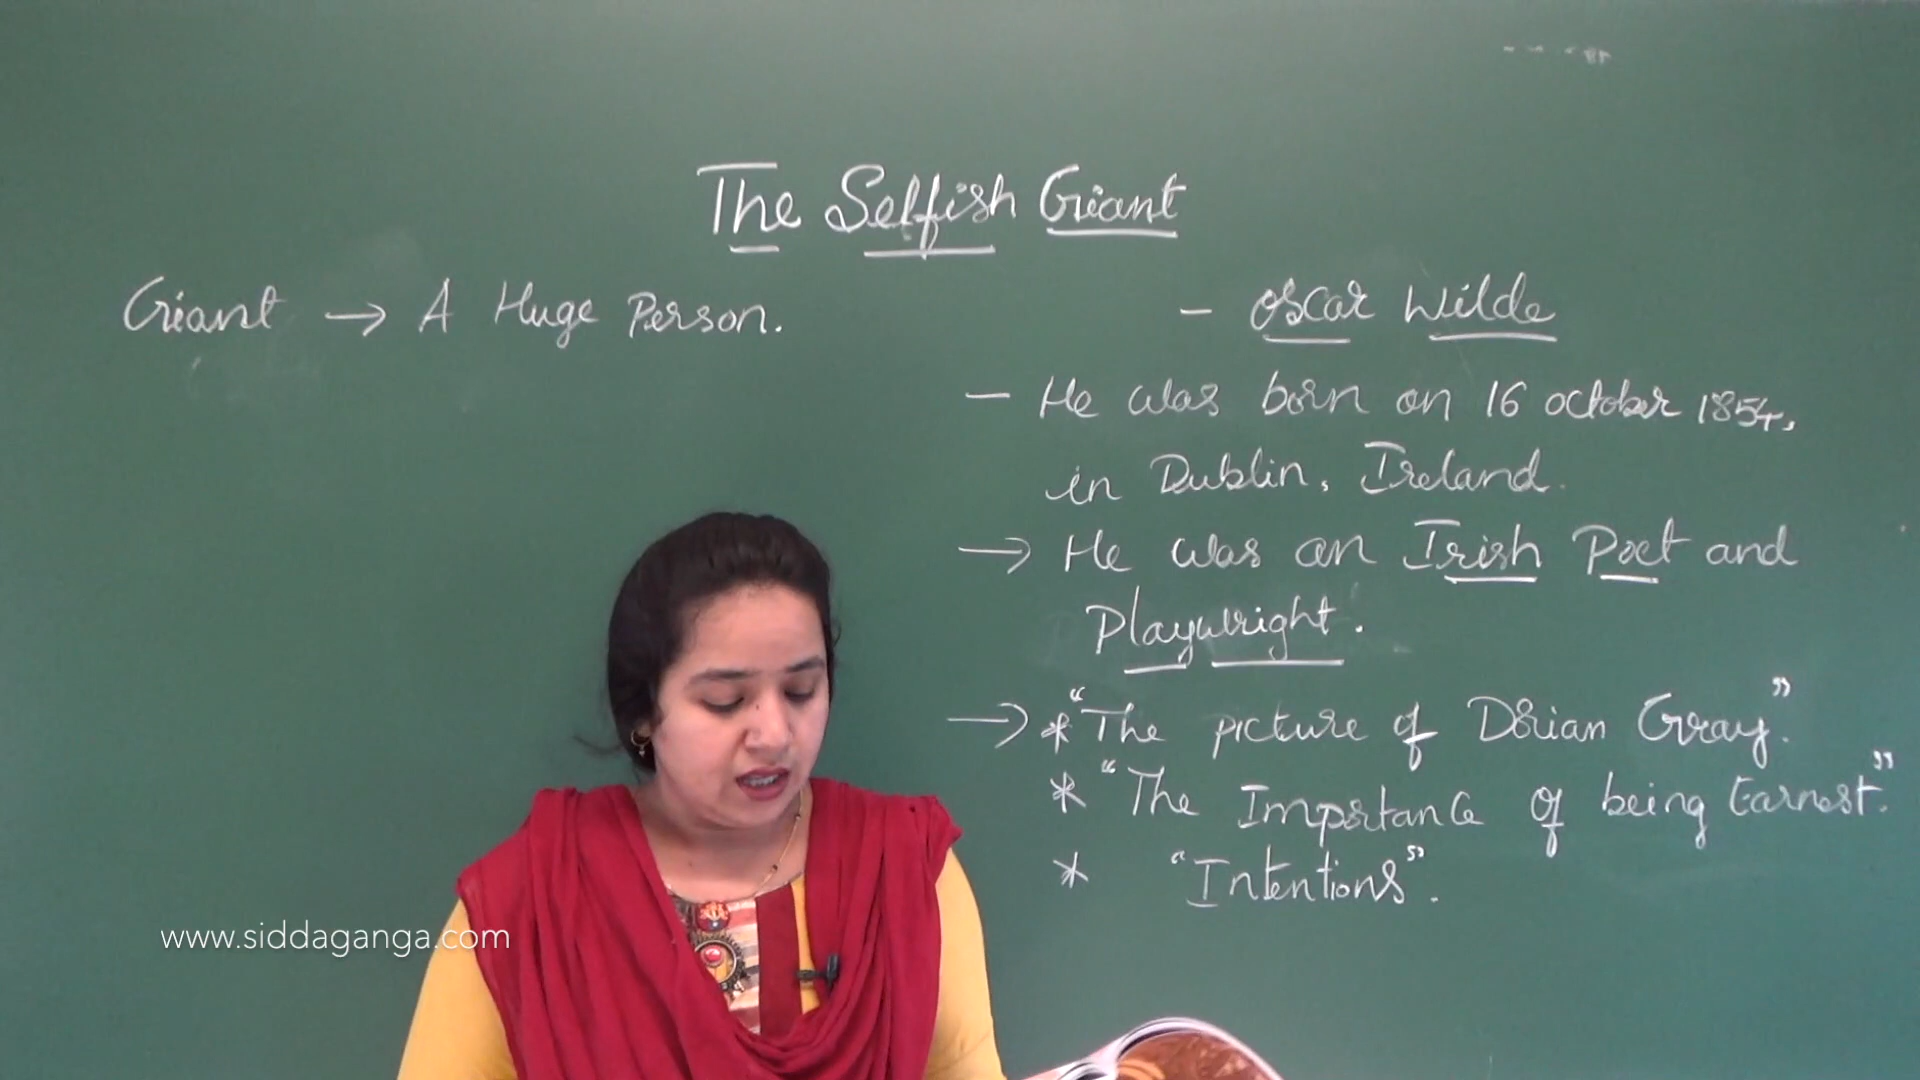 The Selfish Giant
Giant → A Huge Person.
- Oscar Wilde
- He was born on 16 october 1854,
in Dublin, Ireland.
→ He was an Irish Poet and
Playwright.
→ * "The picture of Dorian Gray".
* "The Importance Of being Earnest."
* "Intentions".
www.siddaganga.com